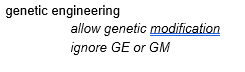 genetic engineering
allow genetic modification
ignore GE or GM